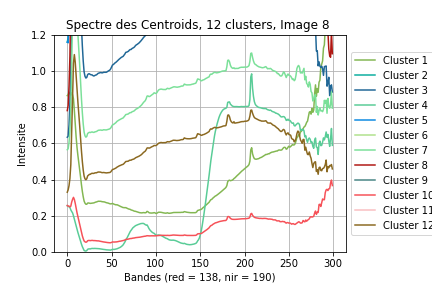 Spectre des Centroids, 12 clusters, Image 8
1.2
1.0
0.8
0.6
0.4
0.2
0.0
Intensite
0
50
100
150
200
250
300
Bandes (red = 138, nir = 190)
Cluster 1
Cluster 2
Cluster 3
Cluster 4
Cluster 5
Cluster 6
Cluster 7
Cluster 8
Cluster 9
Cluster 10
Cluster 11
Cluster 12